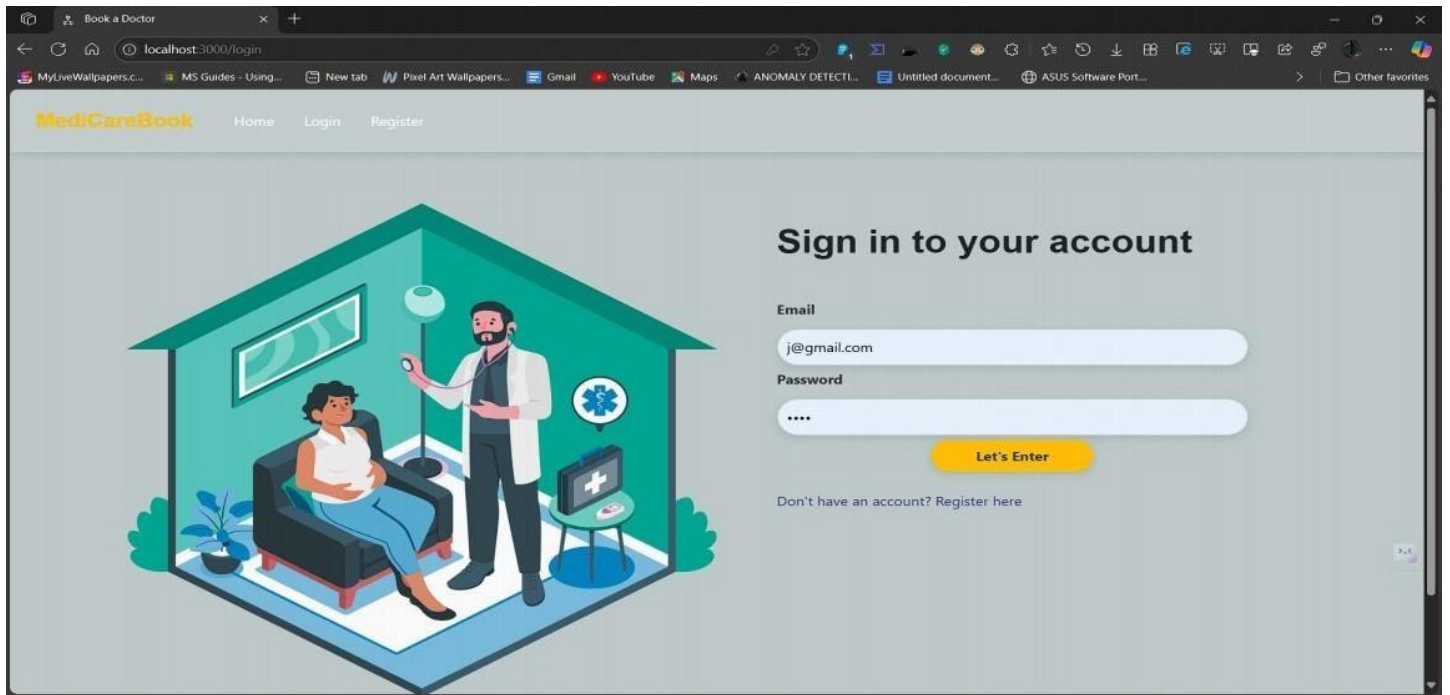 Book a Doctor
localhost:3000/login
MyLiveWallpapers.c... MS Guides - Using... New tab Pixel Art Wallpapers... Gmail YouTube Maps ANOMALY DETECTI... Untitled document... ASUS Software Port... Other favorites
MediCareBook Home Login Register
Sign in to your account
Email
j@gmail.com
Password
••••
Let's Enter
Don't have an account? Register here